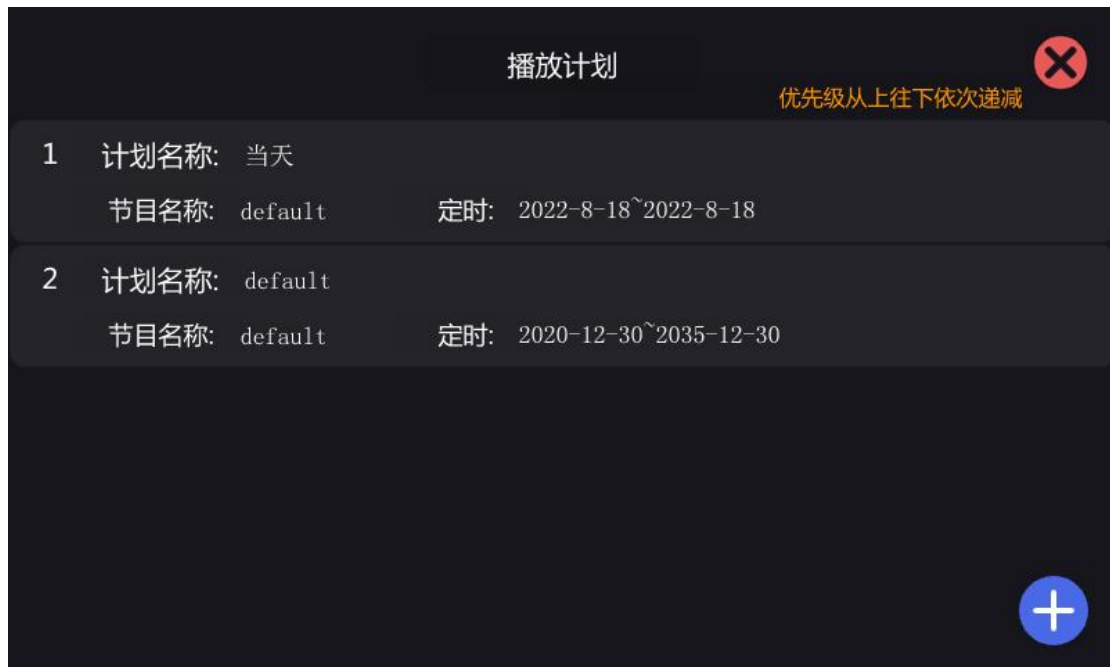 播放计划
优先级从上往下依次递减
1 计划名称: 当天
节目名称: default 定时: 2022-8-18~2022-8-18
2 计划名称: default
节目名称: default 定时: 2020-12-30~2035-12-30